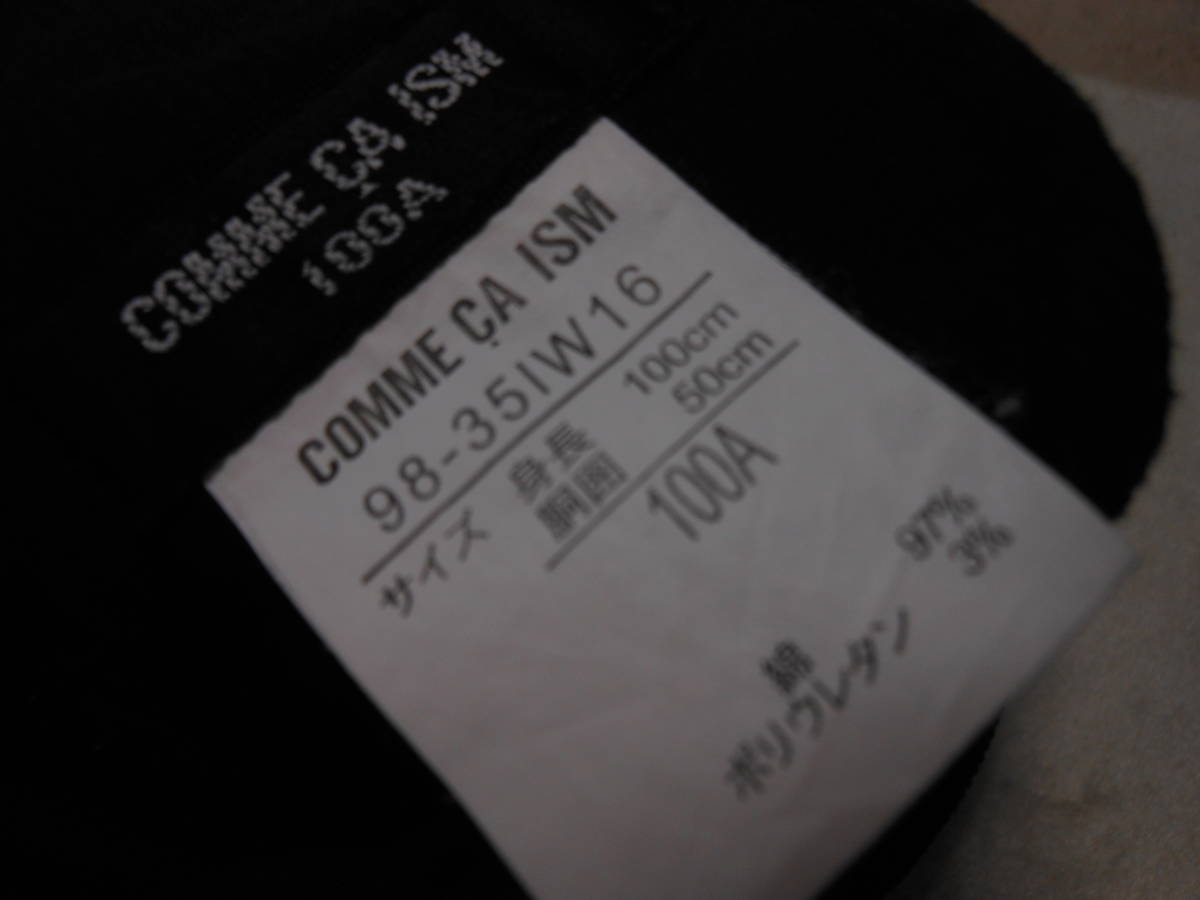 COMME ÇA ISM
100A
COMME ÇA ISM
98-35IW16
サイズ 身長 100cm
胴囲 50cm
100A
綿 97%
ポリウレタン 3%